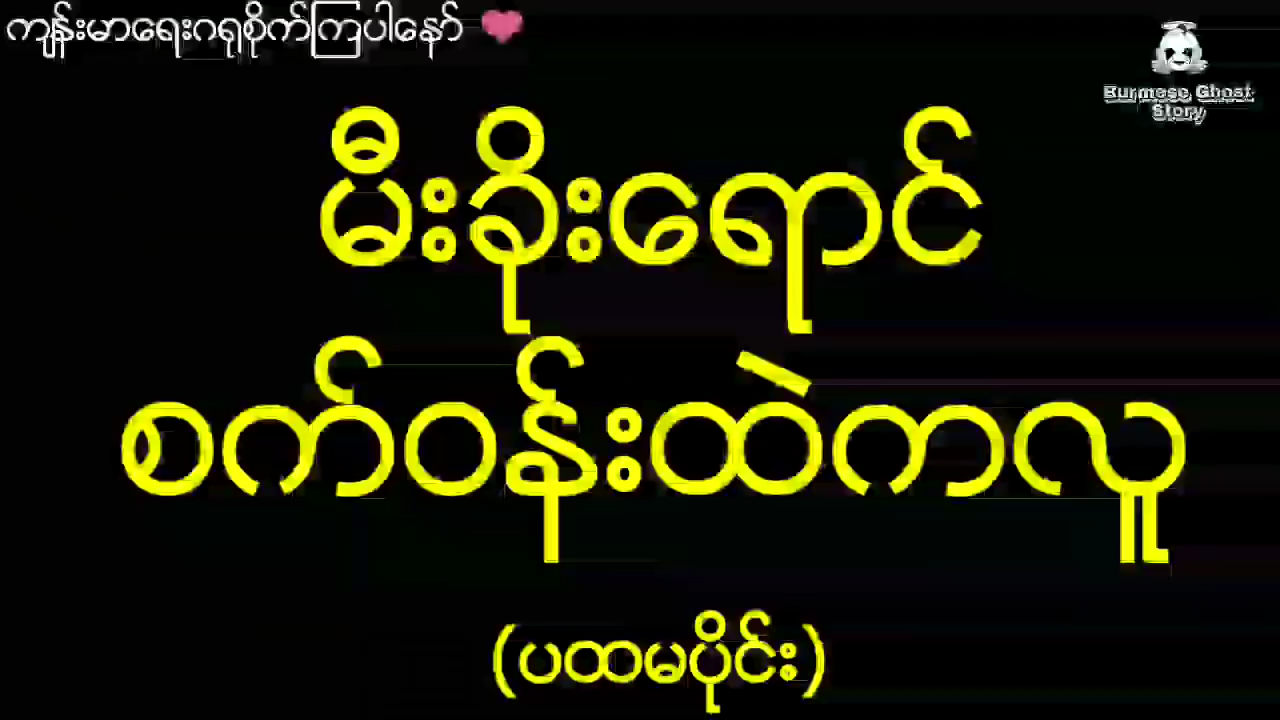 ကျန်းမာရေးဂရုစိုက်ကြပါနော် ❤
Burmese Ghost
Story
မီးခိုးရောင်
စက်ဝန်းထဲကလူ
(ပထမပိုင်း)